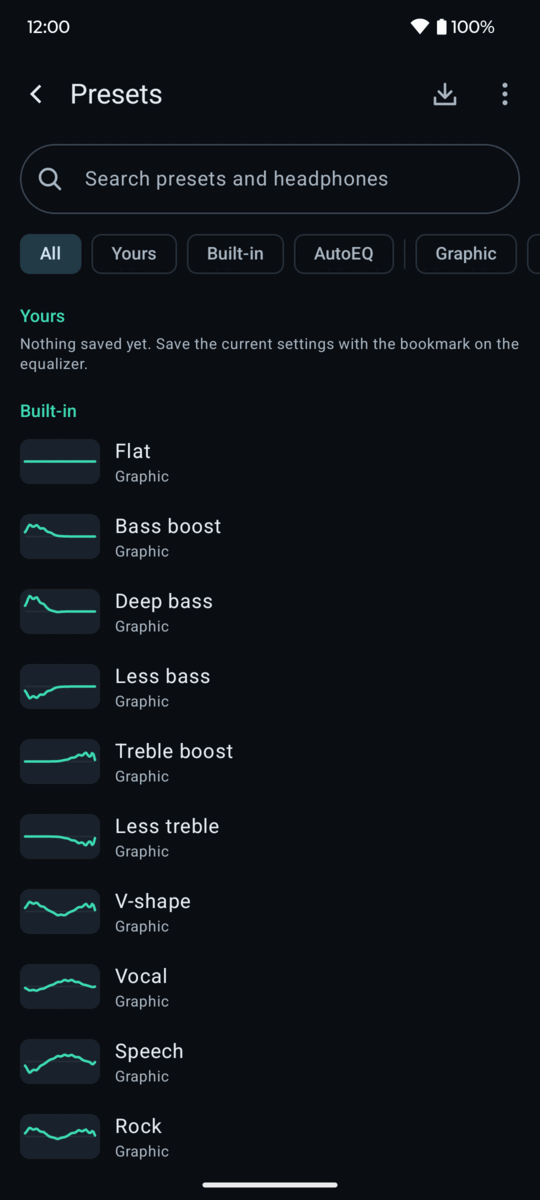 12:00
100%
Presets
Search presets and headphones
All
Yours
Built-in
AutoEQ
Graphic
Yours
Nothing saved yet. Save the current settings with the bookmark on the
equalizer.
Built-in
Flat
Graphic
Bass boost
Graphic
Deep bass
Graphic
Less bass
Graphic
Treble boost
Graphic
Less treble
Graphic
V-shape
Graphic
Vocal
Graphic
Speech
Graphic
Rock
Graphic